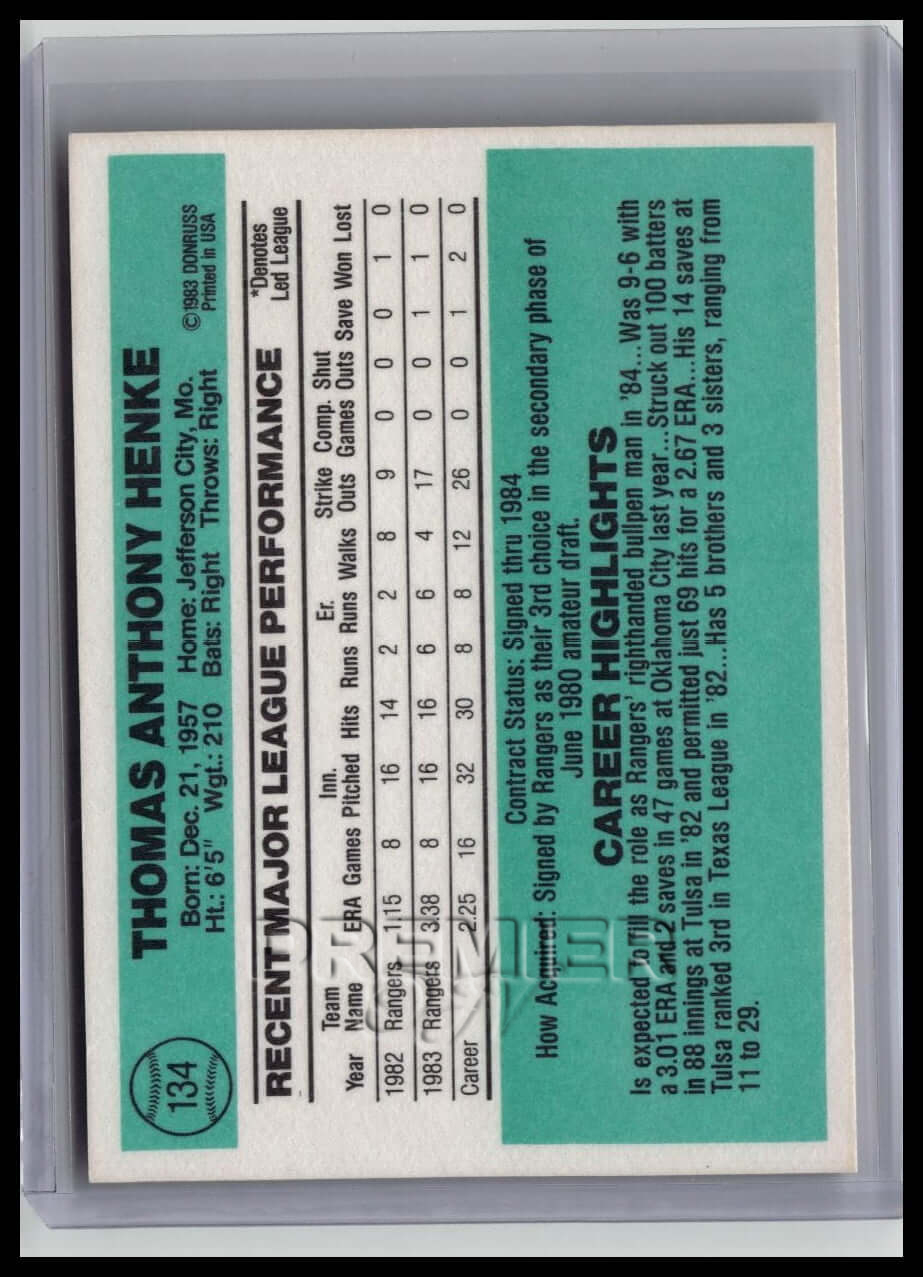 134
THOMAS ANTHONY HENKE
Born: Dec. 21, 1957 Home: Jefferson City, Mo. ©1983 DONRUSS
Ht.: 6'5" Wgt.: 210 Bats: Right Throws: Right Printed in USA
RECENT MAJOR LEAGUE PERFORMANCE *Denotes Led League
Team Inn. Er. Strike Comp. Shut
Year Name ERA Games Pitched Hits Runs Runs Walks Outs Games Outs Save Won Lost
1982 Rangers 1.15 8 16 14 2 2 8 9 0 0 0 1 0
1983 Rangers 3.38 8 16 16 6 6 4 17 0 0 1 1 0
Career 2.25 16 32 30 8 8 12 26 0 0 1 2 0
Contract Status: Signed thru 1984
How Acquired: Signed by Rangers as their 3rd choice in the secondary phase of
June 1980 amateur draft.
CAREER HIGHLIGHTS
Is expected to fill the role as Rangers' righthanded bullpen man in '84...Was 9-6 with
a 3.01 ERA and 2 saves in 47 games at Oklahoma City last year...Struck out 100 batters
in 88 innings at Tulsa in '82 and permitted just 69 hits for a 2.67 ERA...His 14 saves at
Tulsa ranked 3rd in Texas League in '82...Has 5 brothers and 3 sisters, ranging from
11 to 29.
PREMIER